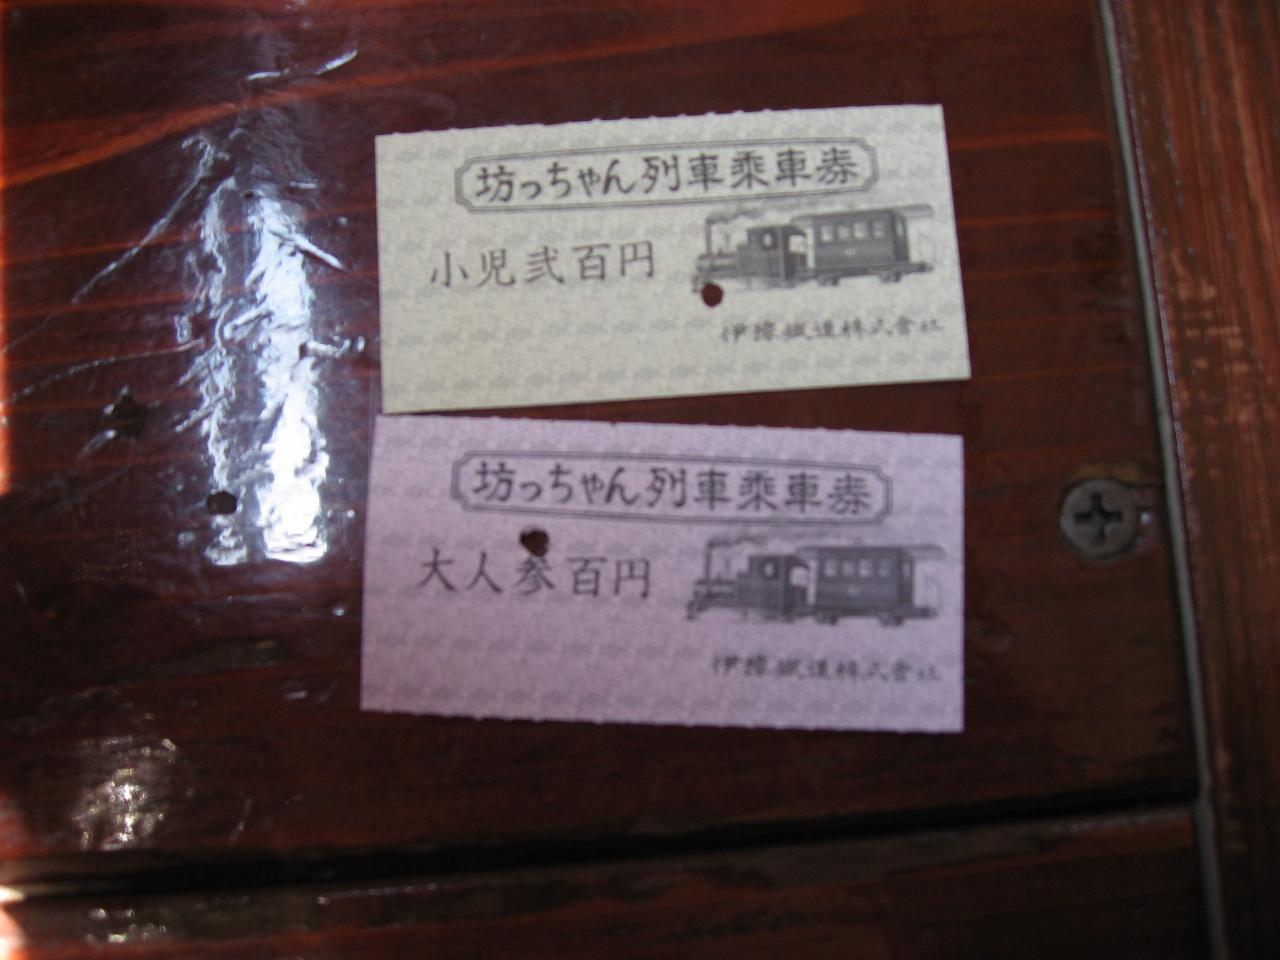 坊っちゃん列車乗車券
小児弐百円
伊豫鐵道株式會社
坊っちゃん列車乗車券
大人参百円
伊豫鐵道株式會社